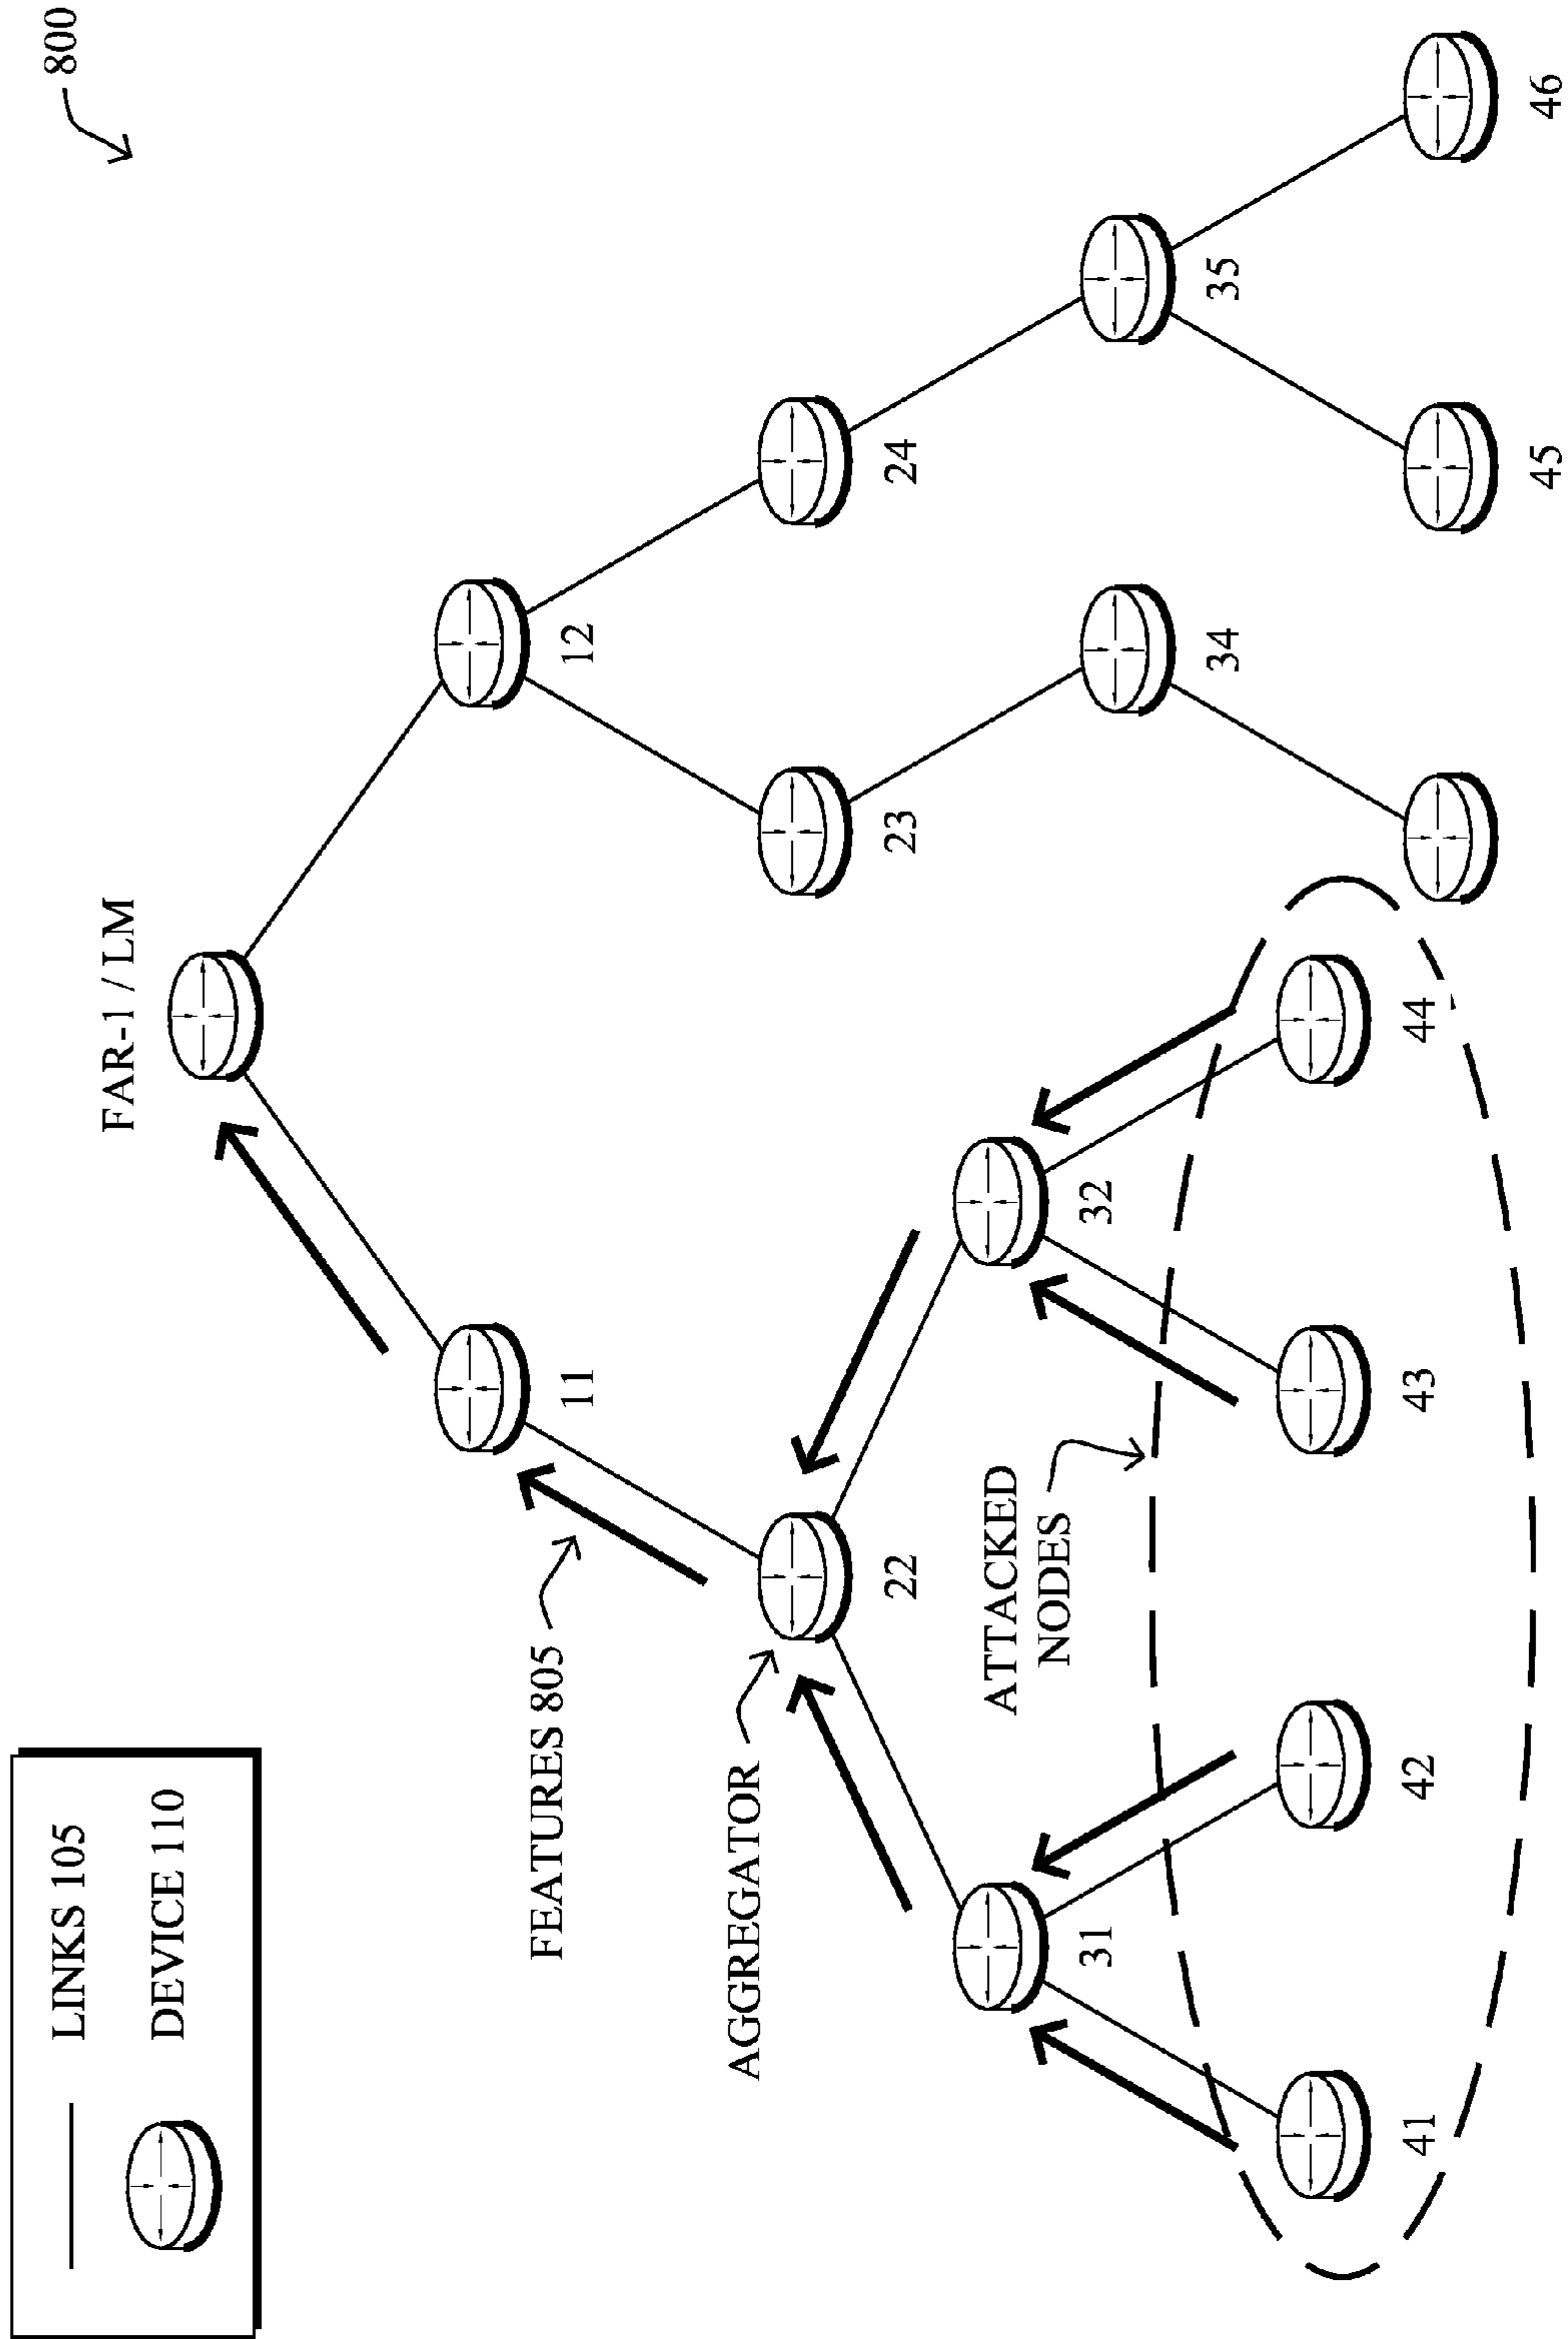 LINKS 105
DEVICE 110
800
FAR-1 / LM
11
12
FEATURES 805
AGGREGATOR
22
23
24
ATTACKED
NODES
31
32
34
35
41
42
43
44
45
46